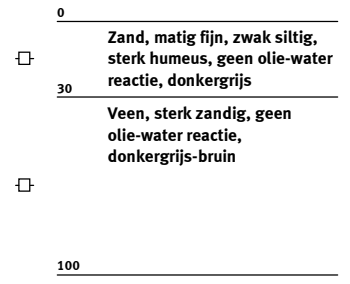 0
Zand, matig fijn, zwak siltig,
sterk humeus, geen olie-water
reactie, donkergrijs
30
Veen, sterk zandig, geen
olie-water reactie,
donkergrijs-bruin
100